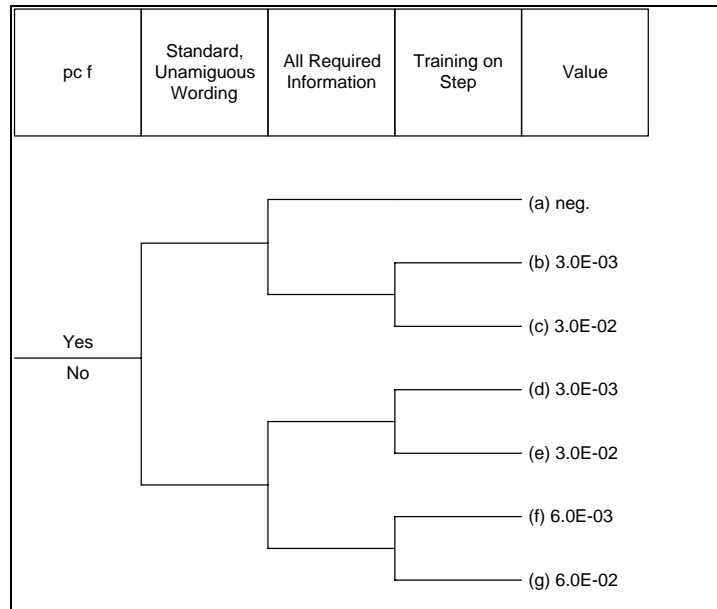 pc f
Standard,
Unamiguous
Wording
All Required
Information
Training on
Step
Value
Yes
No
(a) neg.
(b) 3.0E-03
(c) 3.0E-02
(d) 3.0E-03
(e) 3.0E-02
(f) 6.0E-03
(g) 6.0E-02